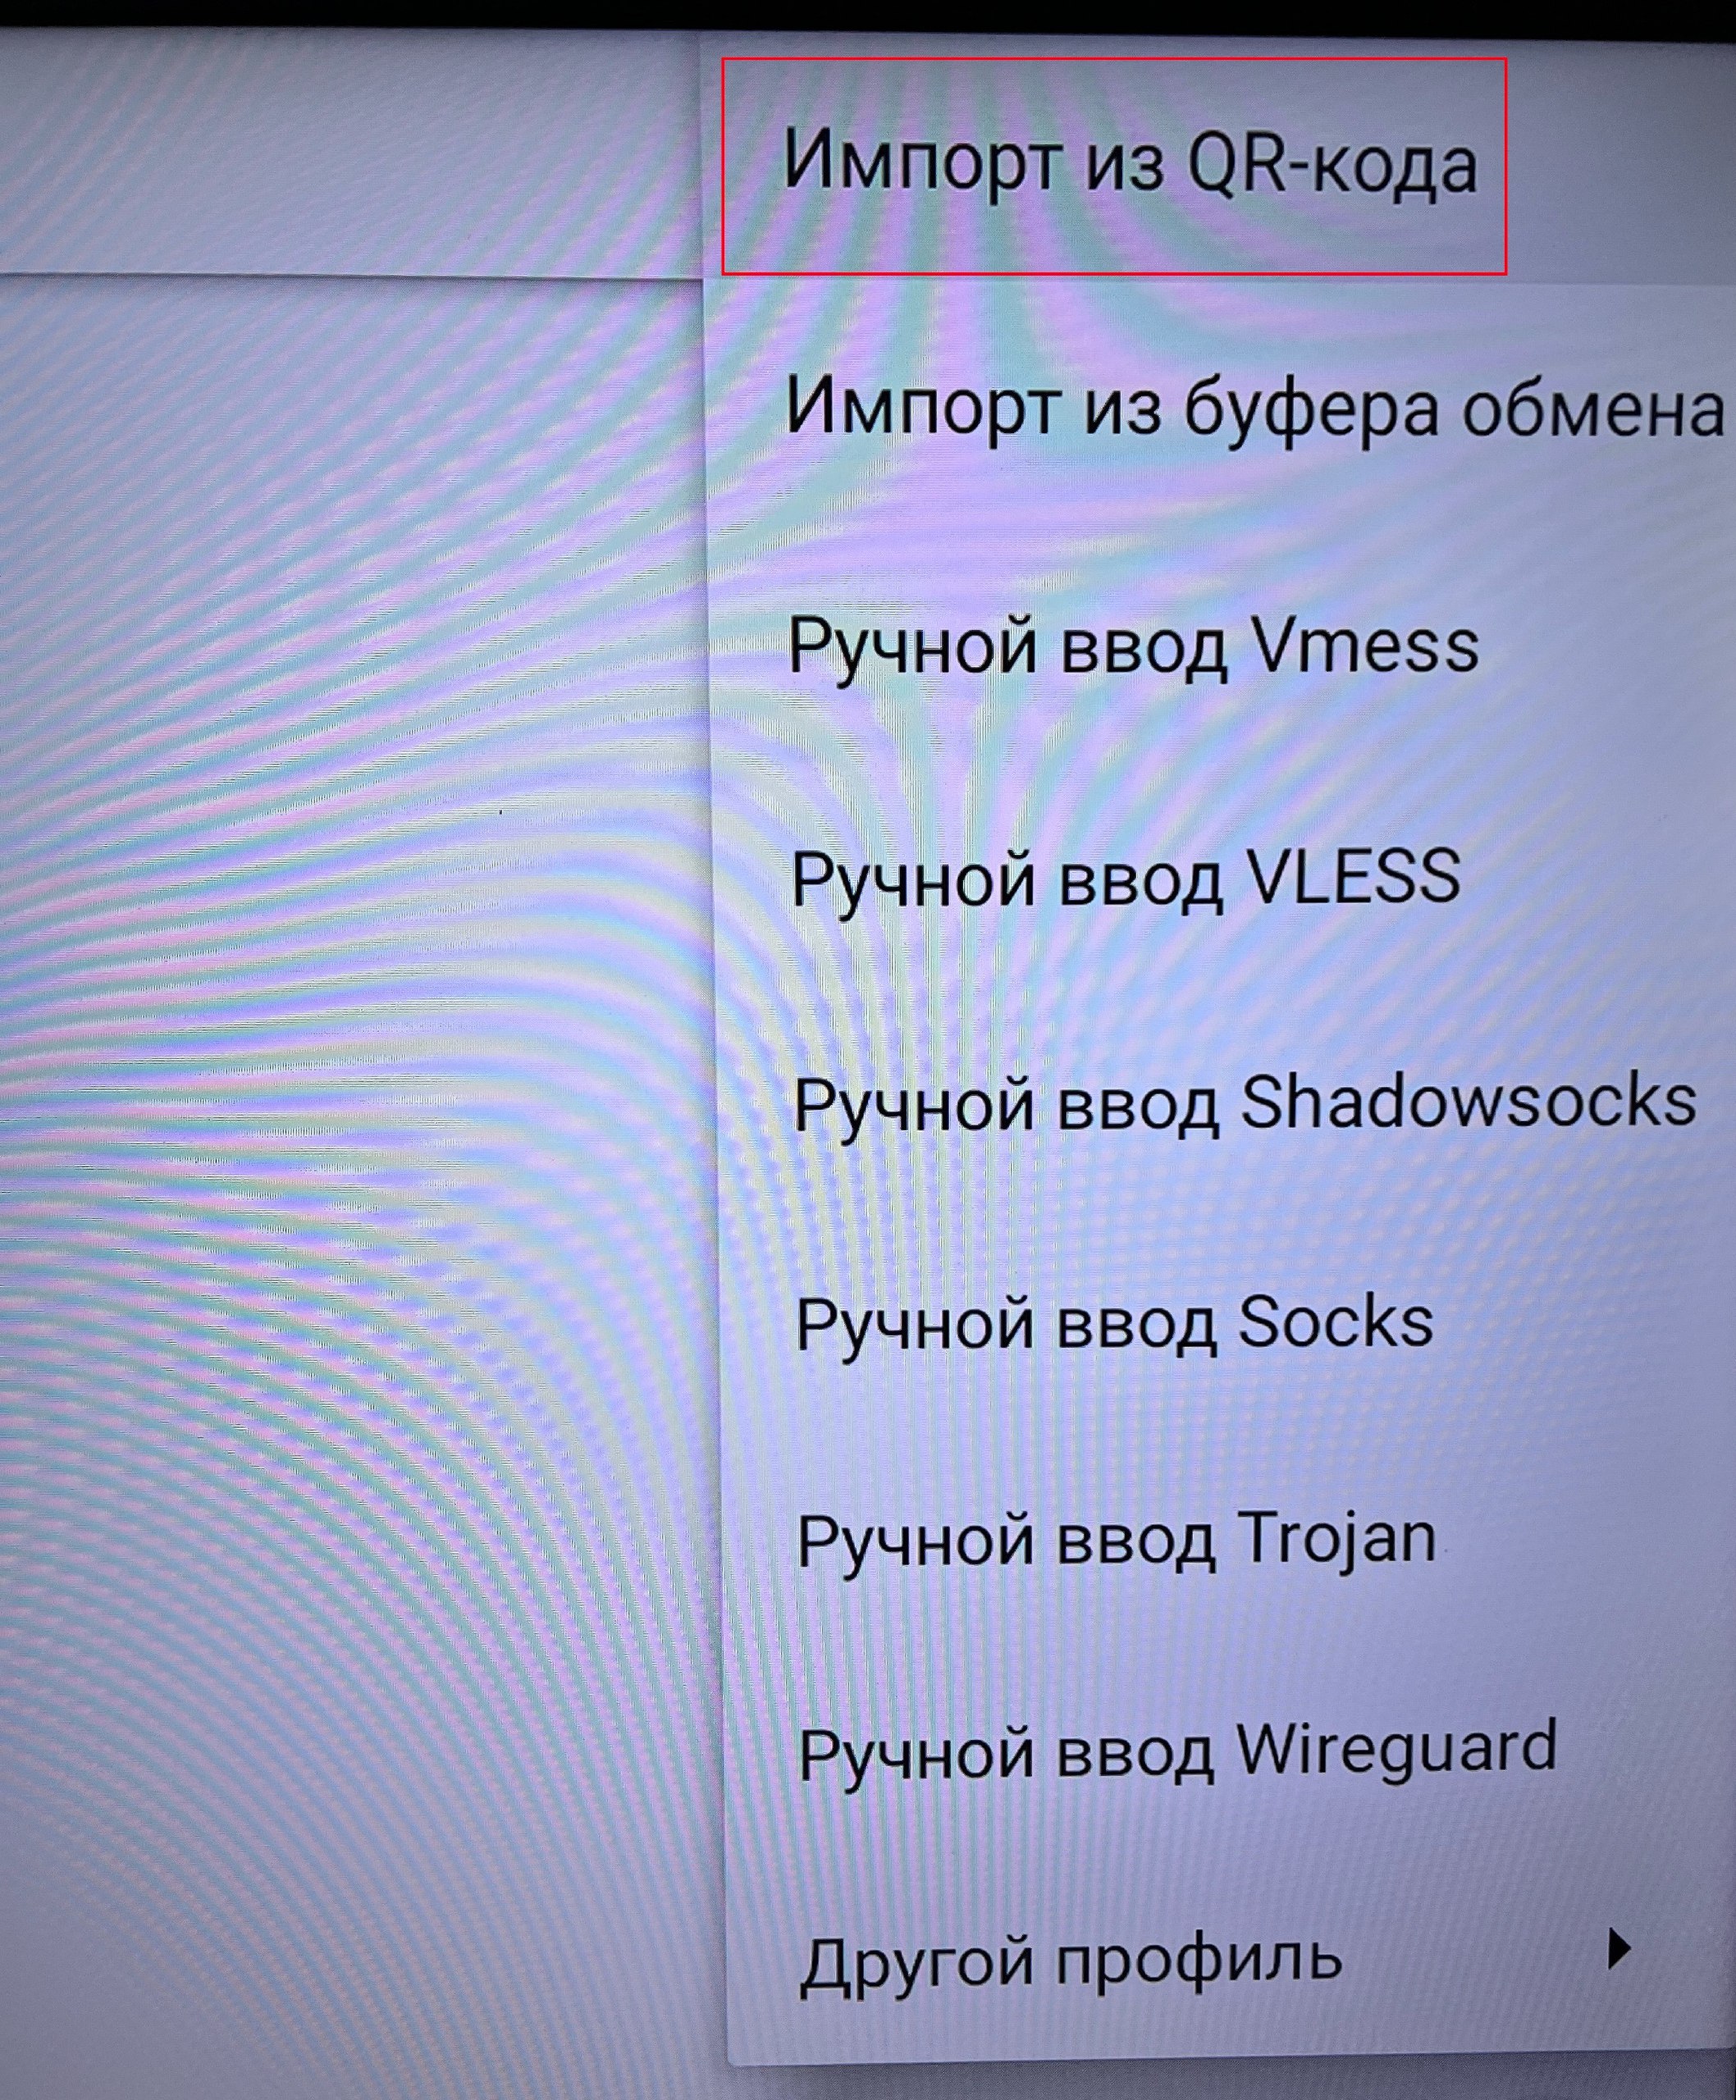 Импорт из QR-кода
Импорт из буфера обмена
Ручной ввод Vmess
Ручной ввод VLESS
Ручной ввод Shadowsocks
Ручной ввод Socks
Ручной ввод Trojan
Ручной ввод Wireguard
Другой профиль